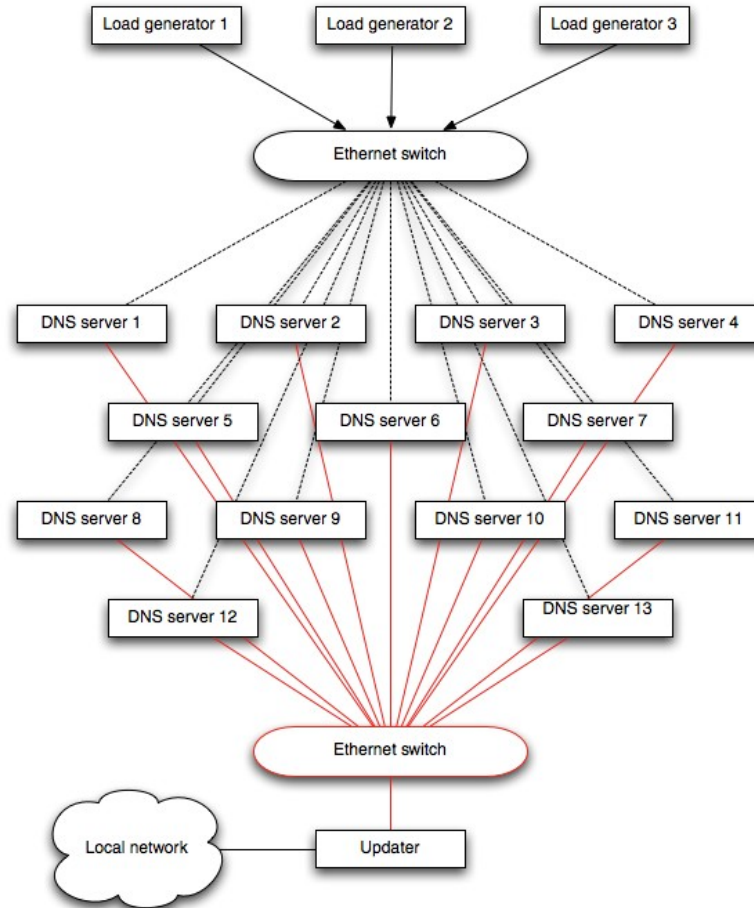 Load generator 1
Load generator 2
Load generator 3
Ethernet switch
DNS server 1
DNS server 2
DNS server 3
DNS server 4
DNS server 5
DNS server 6
DNS server 7
DNS server 8
DNS server 9
DNS server 10
DNS server 11
DNS server 12
DNS server 13
Ethernet switch
Local network
Updater